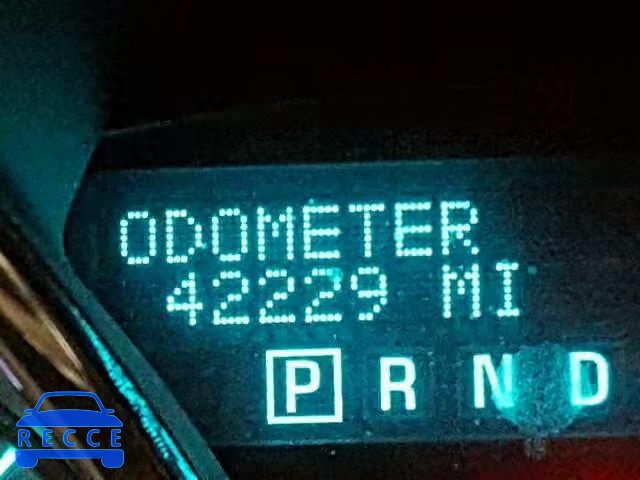 ODOMETER
42229 MI
P R N D
RECCE